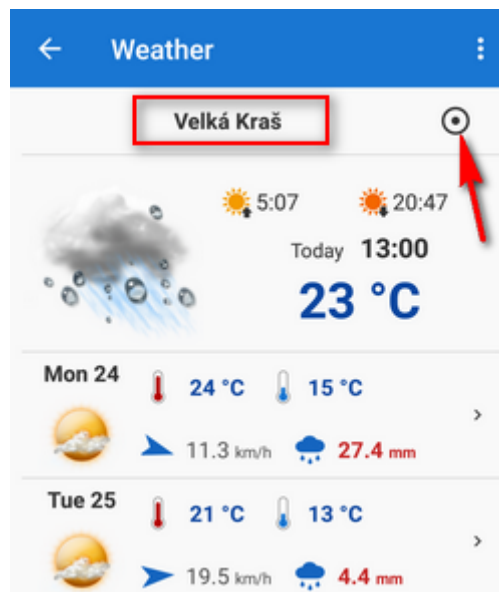 Weather
Velká Kraš
5:07 20:47
Today 13:00
23 °C
Mon 24 24 °C 15 °C
11.3 km/h 27.4 mm
Tue 25 21 °C 13 °C
19.5 km/h 4.4 mm